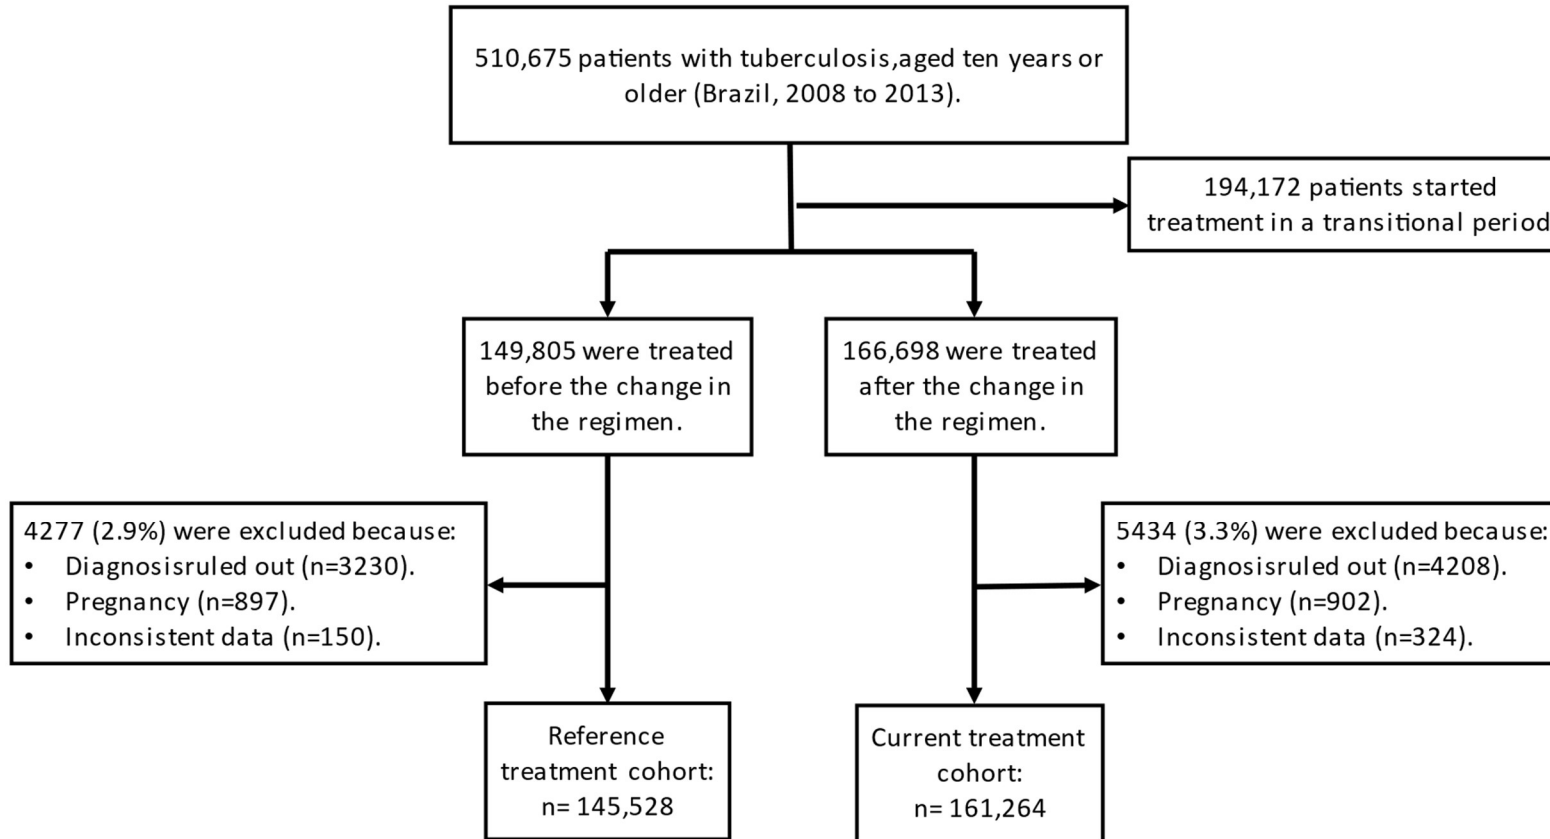 510,675 patients with tuberculosis,aged ten years or
older (Brazil, 2008 to 2013).
194,172 patients started
treatment in a transitional period
149,805 were treated
before the change in
the regimen.
166,698 were treated
after the change in
the regimen.
4277 (2.9%) were excluded because:
• Diagnosisruled out (n=3230).
• Pregnancy (n=897).
• Inconsistent data (n=150).
5434 (3.3%) were excluded because:
• Diagnosisruled out (n=4208).
• Pregnancy (n=902).
• Inconsistent data (n=324).
Reference
treatment cohort:
n= 145,528
Current treatment
cohort:
n= 161,264